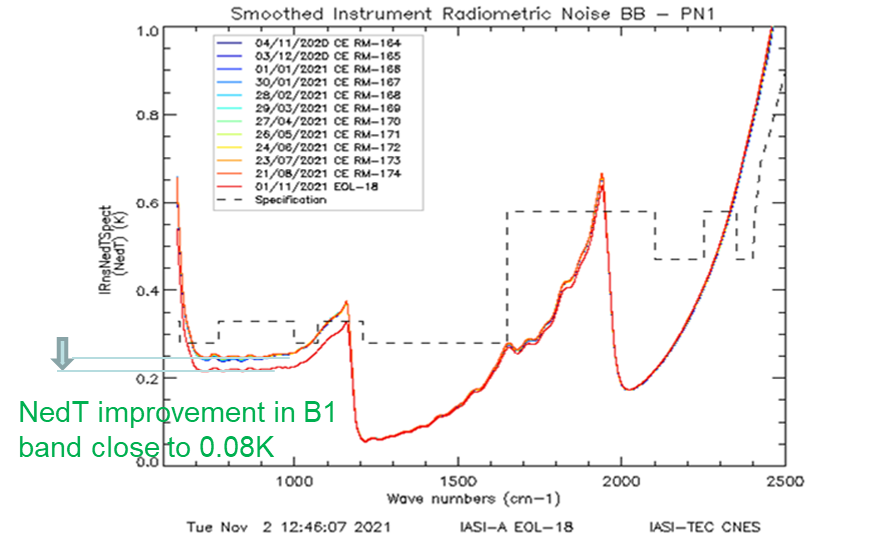 Smoothed Instrument Radiometric Noise BB - PN1
1.0
0.8
0.6
0.4
0.2
0.0
IRnsNedTSpect
(NedT) (K)
04/11/2020 CE RM-164
03/12/2020 CE RM-165
01/01/2021 CE RM-166
30/01/2021 CE RM-167
28/02/2021 CE RM-168
29/03/2021 CE RM-169
27/04/2021 CE RM-170
26/05/2021 CE RM-171
24/06/2021 CE RM-172
23/07/2021 CE RM-173
21/08/2021 CE RM-174
01/11/2021 EOL-18
Specification
NedT improvement in B1
band close to 0.08K
1000 1500 2000 2500
Wave numbers (cm-1)
Tue Nov 2 12:46:07 2021 IASI-A EOL-18 IASI-TEC CNES